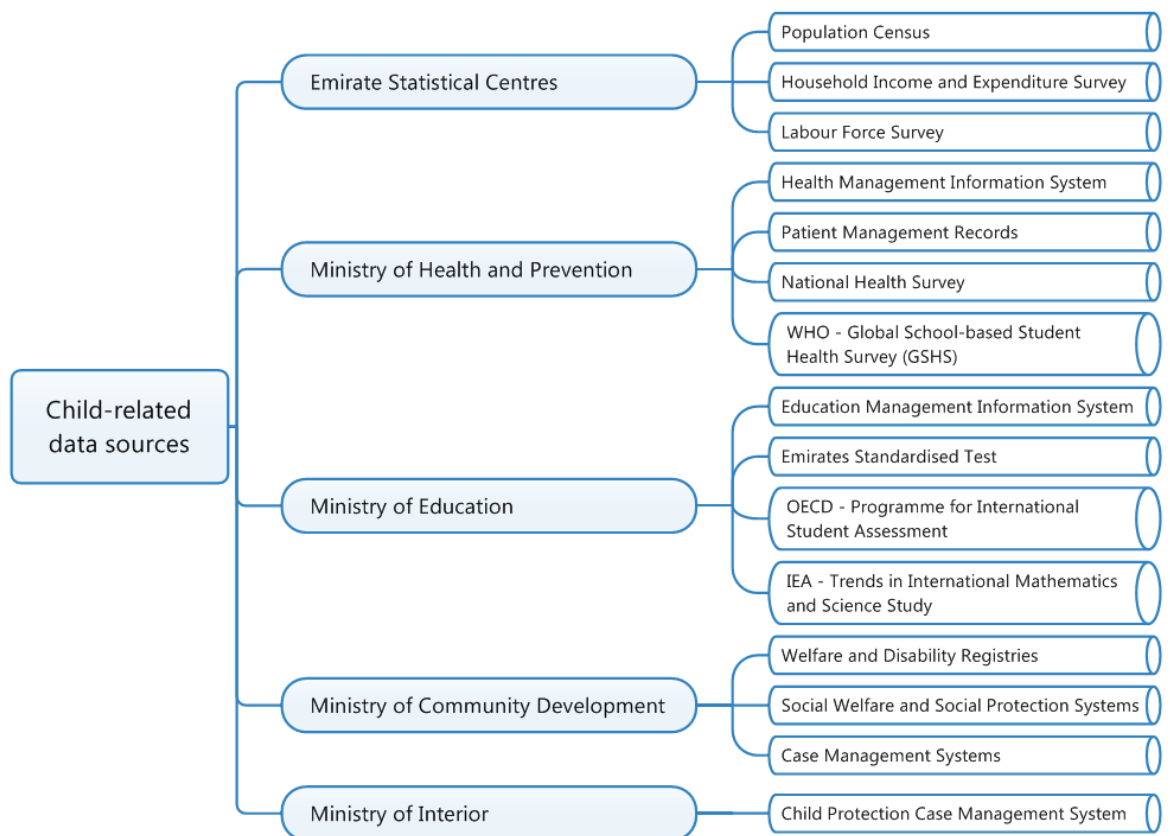 Child-related
data sources
Emirate Statistical Centres
Population Census
Household Income and Expenditure Survey
Labour Force Survey
Ministry of Health and Prevention
Health Management Information System
Patient Management Records
National Health Survey
WHO - Global School-based Student
Health Survey (GSHS)
Ministry of Education
Education Management Information System
Emirates Standardised Test
OECD - Programme for International
Student Assessment
IEA - Trends in International Mathematics
and Science Study
Ministry of Community Development
Welfare and Disability Registries
Social Welfare and Social Protection Systems
Case Management Systems
Ministry of Interior
Child Protection Case Management System